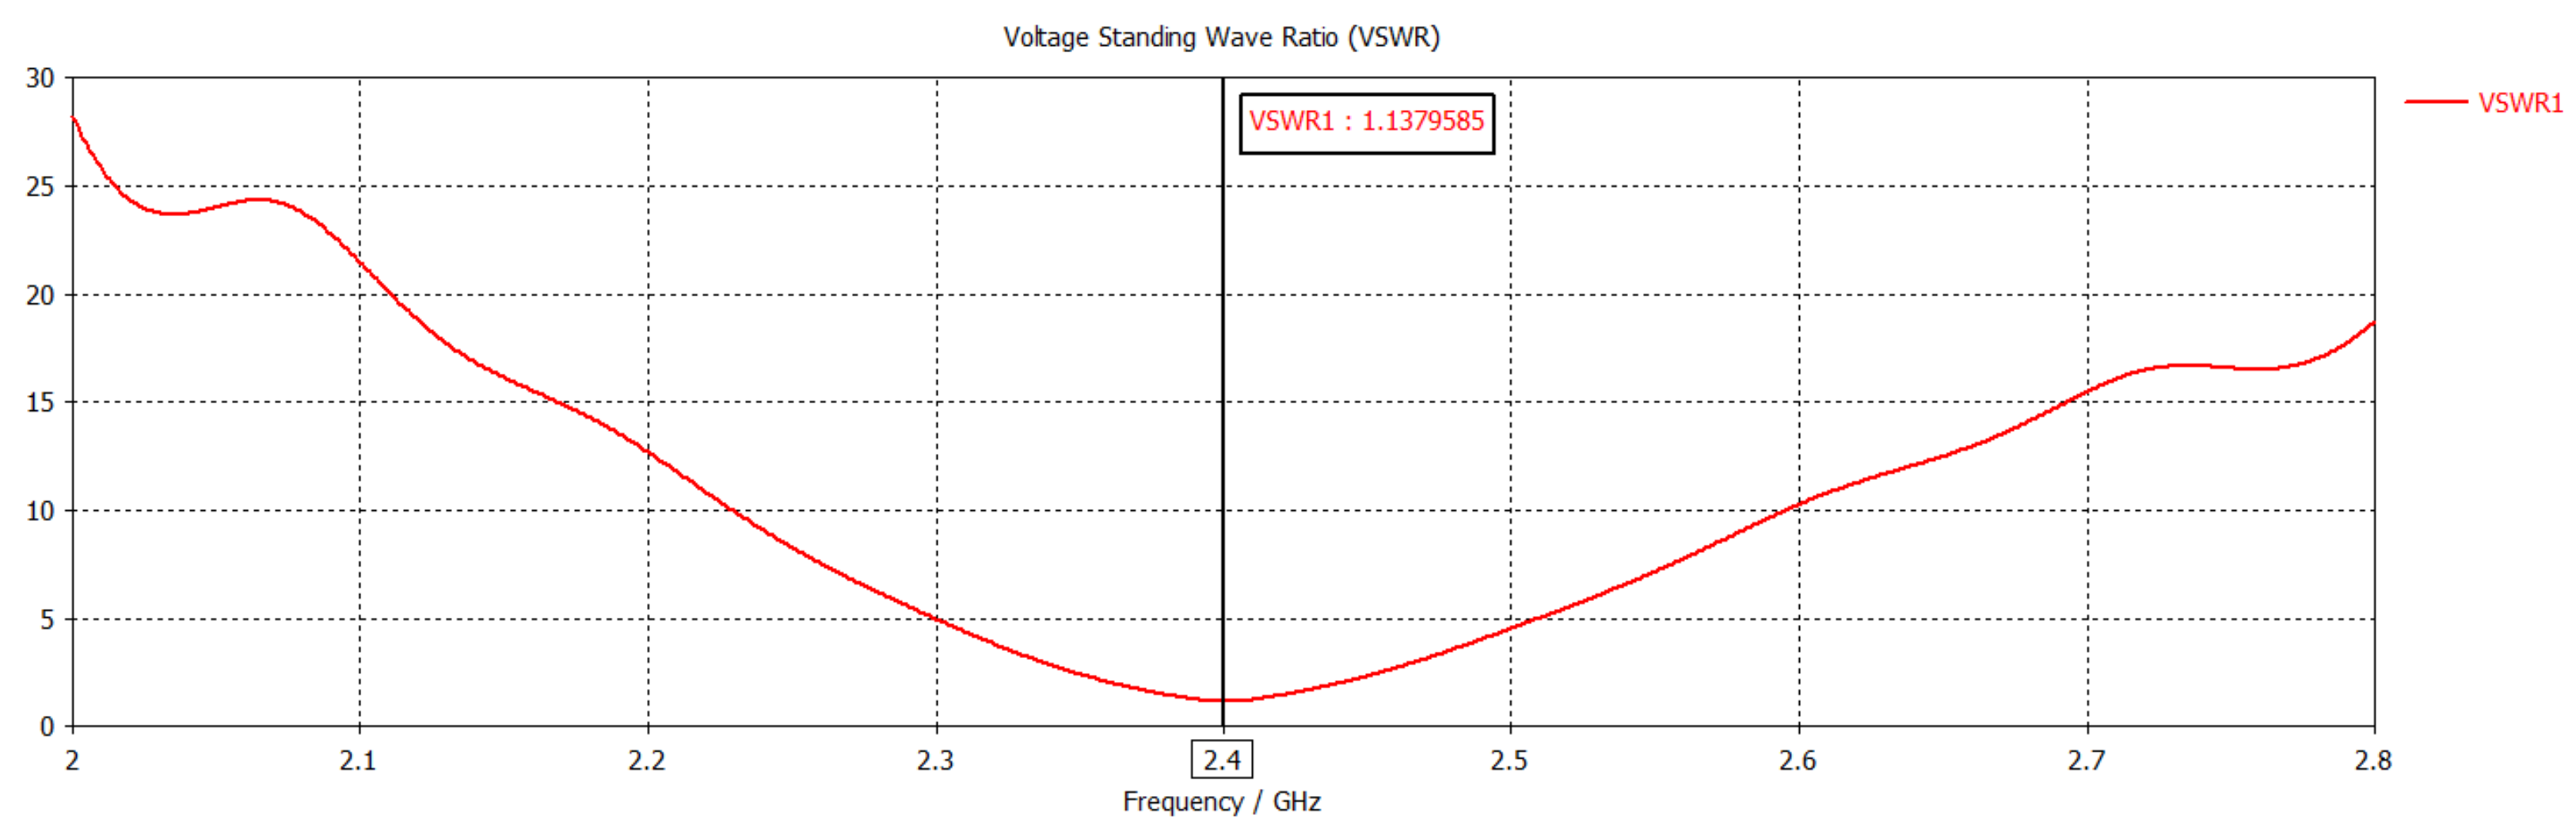 Voltage Standing Wave Ratio (VSWR)
30
25
20
15
10
5
0
VSWR1 : 1.1379585
VSWR1
2 2.1 2.2 2.3 2.4 2.5 2.6 2.7 2.8
Frequency / GHz